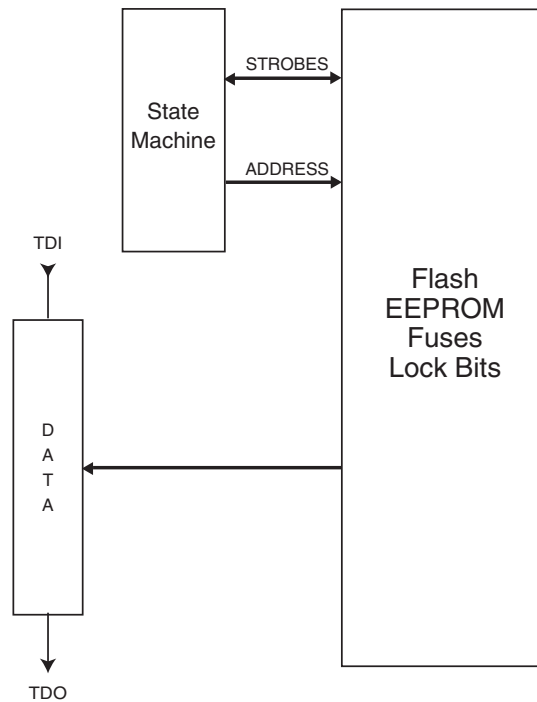 STROBES
State
Machine
ADDRESS
TDI
Flash
EEPROM
Fuses
Lock Bits
D
A
T
A
TDO